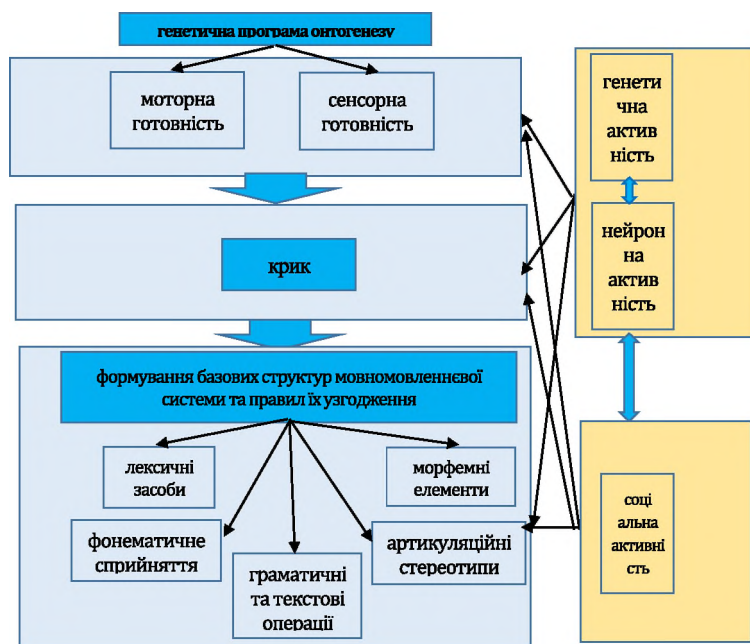 генетична програма онтогенезу
моторна
готовність
сенсорна
готовність
генети
чна
актив
ність
нейрон
на
актив
ність
крик
формування базових структур мовномовленнєвої
системи та правил їх узгодження
лексичні
засоби
морфемні
елементи
фонематичне
сприйняття
граматичні
та текстові
операції
артикуляційні
стереотипи
соці
альна
активні
сть